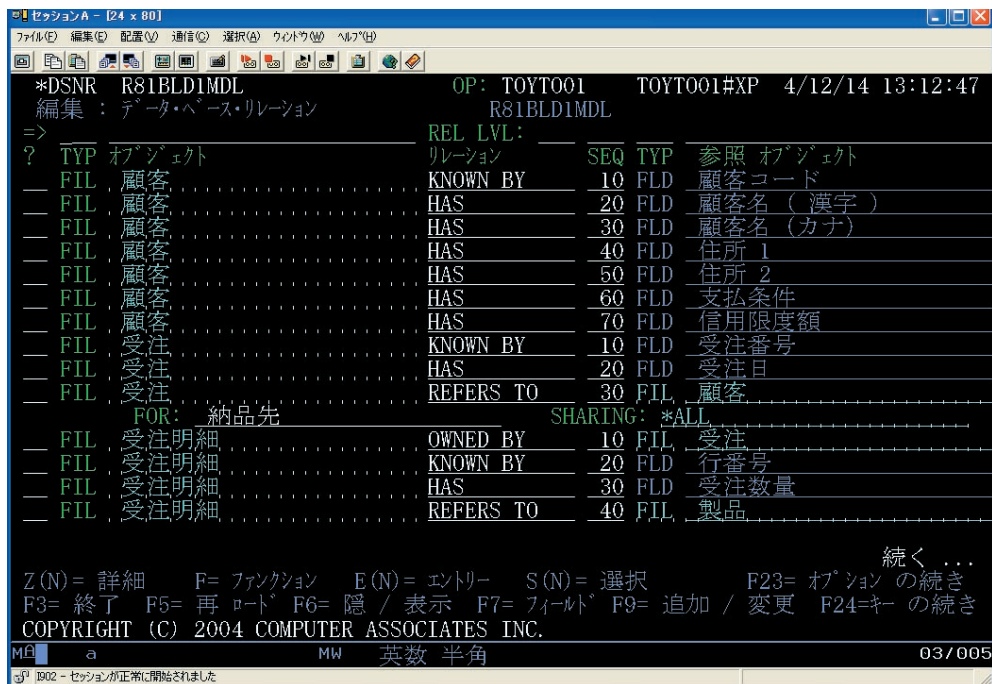 セッションA - [24 x 80]
ファイル(F) 編集(E) 配置(V) 通信(C) 選択(A) ウィンドウ(W) ヘルプ(H)
*DSNR R81BLD1MDL OP: TOYT001 TOYT001#XP 4/12/14 13:12:47
編集 : データ・ベース・リレーション R81BLD1MDL
=> REL LVL:
? TYP オブジェクト リレーション SEQ TYP 参照 オブジェクト
FIL 顧客 KNOWN BY 10 FLD 顧客コード
FIL 顧客 HAS 20 FLD 顧客名 ( 漢字 )
FIL 顧客 HAS 30 FLD 顧客名 (カナ)
FIL 顧客 HAS 40 FLD 住所 1
FIL 顧客 HAS 50 FLD 住所 2
FIL 顧客 HAS 60 FLD 支払条件
FIL 顧客 HAS 70 FLD 信用限度額
FIL 受注 KNOWN BY 10 FLD 受注番号
FIL 受注 HAS 20 FLD 受注日
FIL 受注 REFERS TO 30 FIL 顧客
FOR: 納品先 SHARING: *ALL
FIL 受注明細 OWNED BY 10 FIL 受注
FIL 受注明細 KNOWN BY 20 FLD 行番号
FIL 受注明細 HAS 30 FLD 受注数量
FIL 受注明細 REFERS TO 40 FIL 製品
続く ...
Z(N)= 詳細 F= ファンクション E(N)= エントリー S(N)= 選択 F23= オプション の続き
F3= 終了 F5= 再 ロード F6= 隠 / 表示 F7= フィールド F9= 追加 / 変更 F24=キー の続き
COPYRIGHT (C) 2004 COMPUTER ASSOCIATES INC.
MA a MW 英数 半角 03/005
I902 - セッションが正常に開始されました